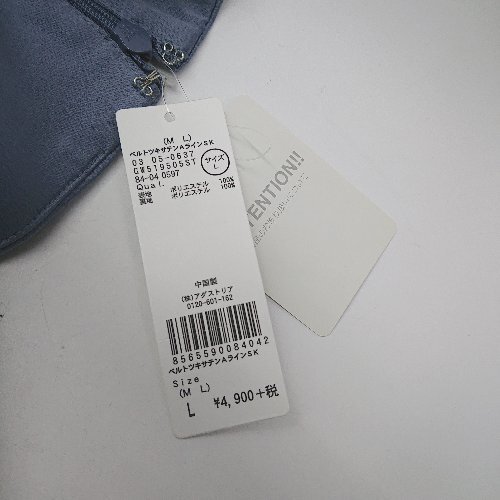 (M L)
ベルトツキサテンAラインSK
03 05-0637
GW519505ST
84-04 0597
サイズ
L
Qual.
表地 ポリエステル 100%
裏地 ポリエステル 100%
中国製
(株)アダストリア
0120-601-162
8565590084042
ベルトツキサテンAラインSK
Size
(M L)
L ¥4,900+税
TENTION!!